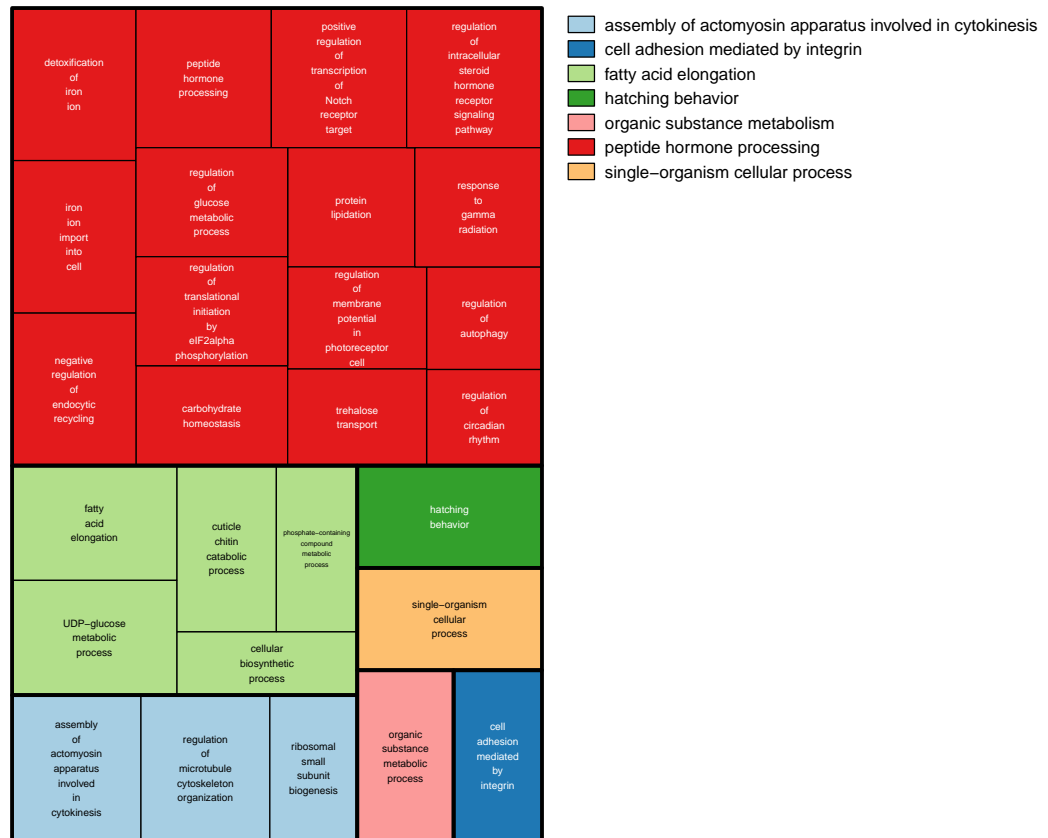 detoxification
of
iron
ion
peptide
hormone
processing
positive
regulation
of
transcription
of
Notch
receptor
target
regulation
of
intracellular
steroid
hormone
receptor
signaling
pathway
iron
ion
import
into
cell
regulation
of
glucose
metabolic
process
protein
lipidation
response
to
gamma
radiation
regulation
of
translational
initiation
by
eIF2alpha
phosphorylation
regulation
of
membrane
potential
in
photoreceptor
cell
regulation
of
autophagy
negative
regulation
of
endocytic
recycling
carbohydrate
homeostasis
trehalose
transport
regulation
of
circadian
rhythm
fatty
acid
elongation
cuticle
chitin
catabolic
process
phosphate−containing
compound
metabolic
process
hatching
behavior
UDP−glucose
metabolic
process
cellular
biosynthetic
process
single−organism
cellular
process
assembly
of
actomyosin
apparatus
involved
in
cytokinesis
regulation
of
microtubule
cytoskeleton
organization
ribosomal
small
subunit
biogenesis
organic
substance
metabolic
process
cell
adhesion
mediated
by
integrin
assembly of actomyosin apparatus involved in cytokinesis
cell adhesion mediated by integrin
fatty acid elongation
hatching behavior
organic substance metabolism
peptide hormone processing
single−organism cellular process